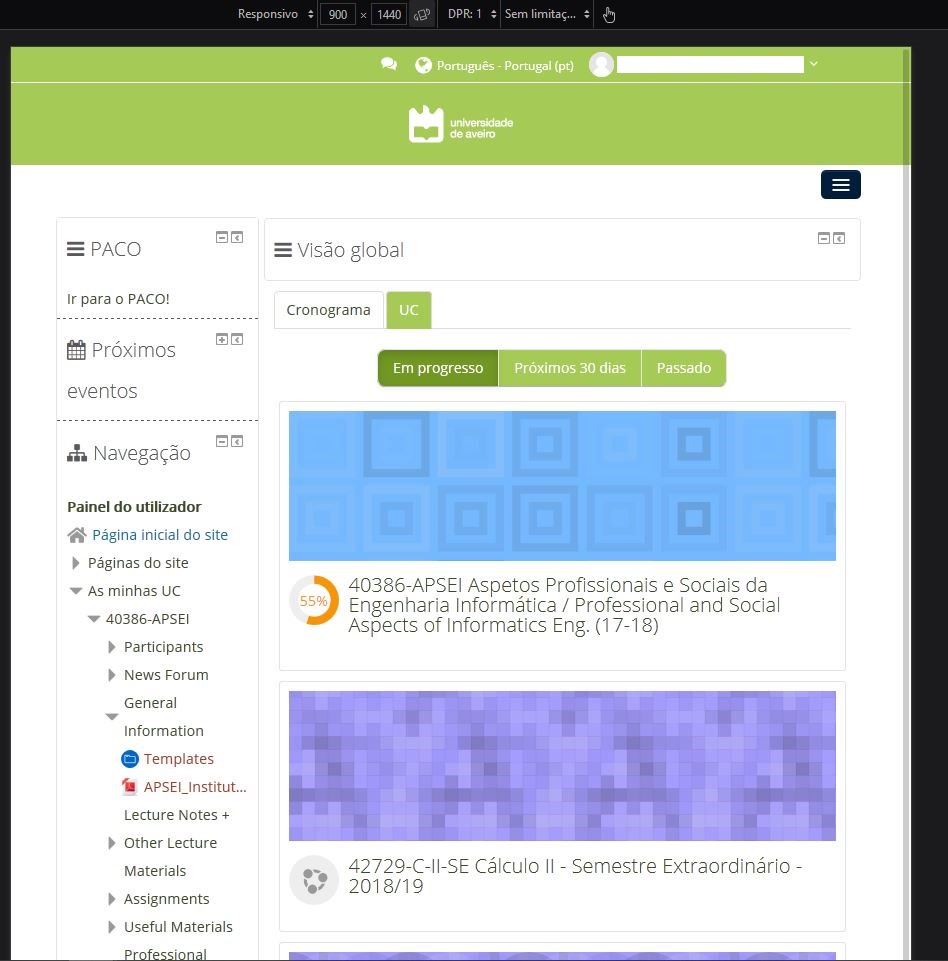 Responsivo 900 × 1440 DPR: 1 Sem limitaç...
Português - Portugal (pt)
universidade
de aveiro
PACO
Ir para o PACO!
Próximos
eventos
Navegação
Painel do utilizador
Página inicial do site
Páginas do site
As minhas UC
40386-APSEI
Participants
News Forum
General
Information
Templates
APSEI_Institut...
Lecture Notes +
Other Lecture
Materials
Assignments
Useful Materials
Professional
Visão global
Cronograma UC
Em progresso Próximos 30 dias Passado
55%
40386-APSEI Aspetos Profissionais e Sociais da
Engenharia Informática / Professional and Social
Aspects of Informatics Eng. (17-18)
42729-C-II-SE Cálculo II - Semestre Extraordinário -
2018/19